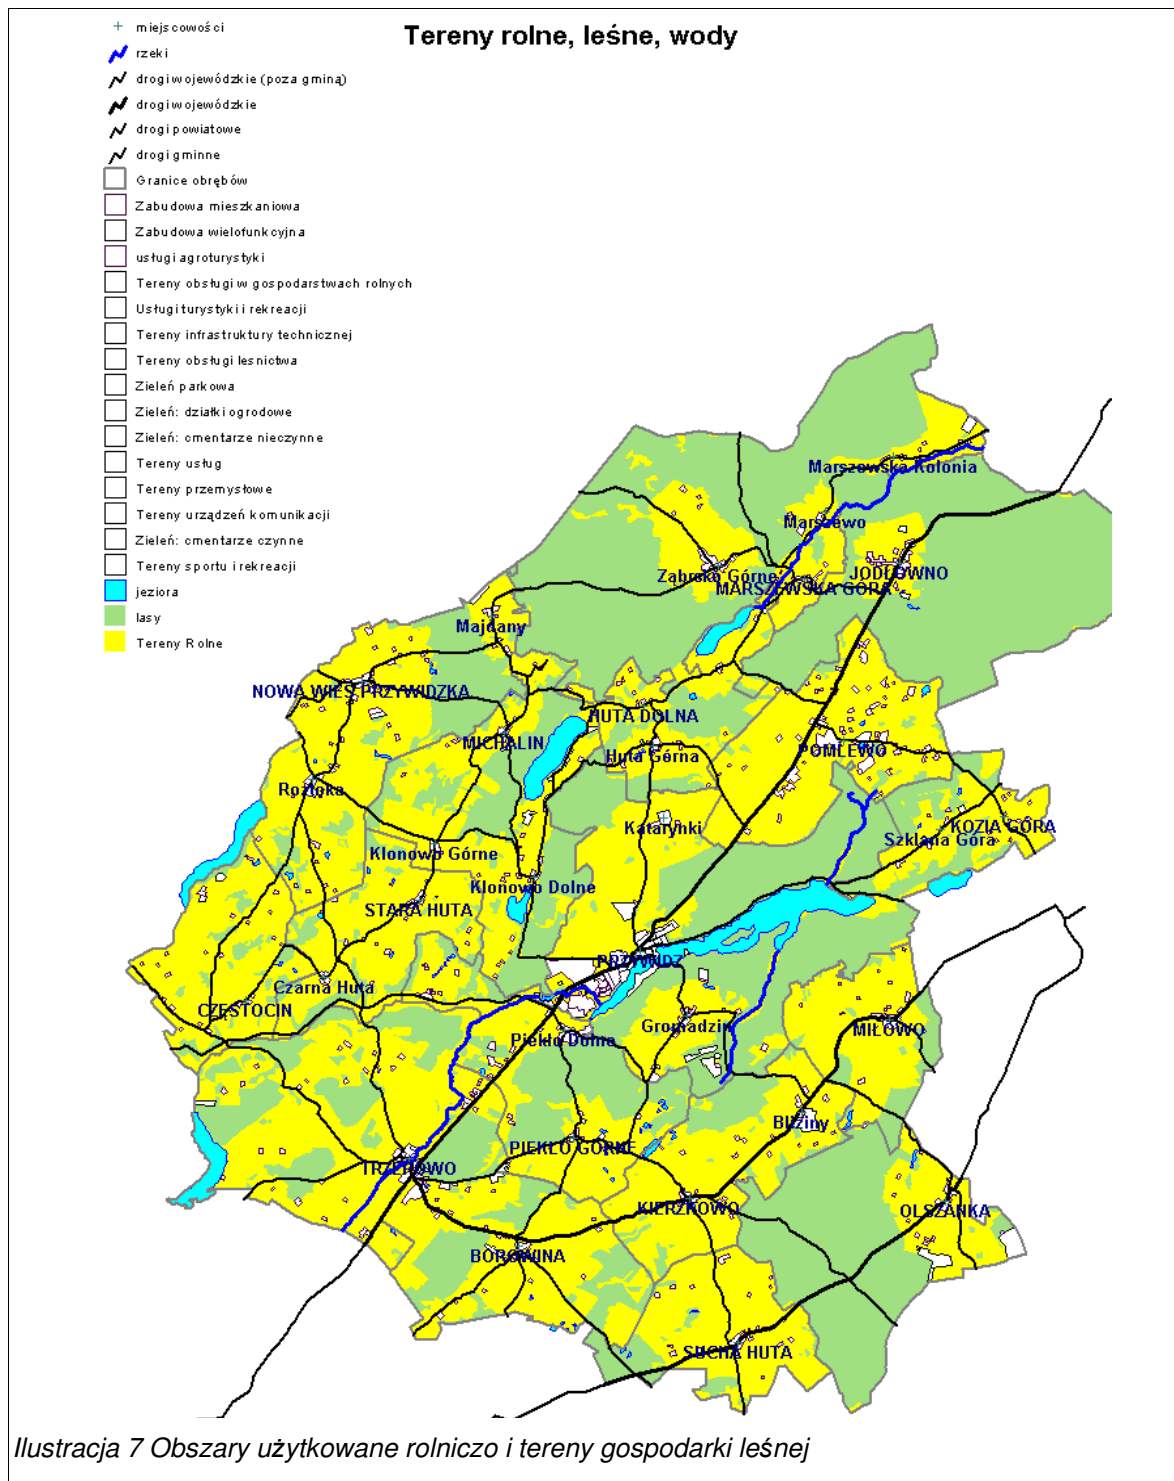 Tereny rolne, leśne, wody
miejscowości
rzeki
drogi wojewódzkie (poza gminą)
drogi wojewódzkie
drogi powiatowe
drogi gminne
Granice obrębów
Zabudowa mieszkaniowa
Zabudowa wielofunkcyjna
usługi agroturystyki
Tereny obsługi w gospodarstwach rolnych
Usługi turystyki i rekreacji
Tereny infrastruktury technicznej
Tereny obsługi lesnictwa
Zieleń parkowa
Zieleń: działki ogrodowe
Zieleń: cmentarze nieczynne
Tereny usług
Tereny przemysłowe
Tereny urządzeń komunikacji
Zieleń: cmentarze czynne
Tereny sportu i rekreacji
jeziora
lasy
Tereny Rolne
Marszewska Kolonia
Marszewo
Ząbrsko Górne
JODŁOWNO
MARSZEWSKA GÓRA
Majdany
NOWA WIEŚ PRZYWIDZKA
HUTA DOLNA
MICHALIN
Huta Górna
POMLEWO
Roztoka
Katarynki
KOZIA GÓRA
Szklana Góra
Klonowo Górne
Klonowo Dolne
STARA HUTA
PRZYWIDZ
Czarna Huta
CZĘSTOCIN
Gromadzin
MIŁOWO
Piekło Dolne
Bliziny
PIEKŁO GÓRNE
TRZEPOWO
KIERZKOWO
OLSZANKA
BOROWINA
SUCHA HUTA
Ilustracja 7 Obszary użytkowane rolniczo i tereny gospodarki leśnej